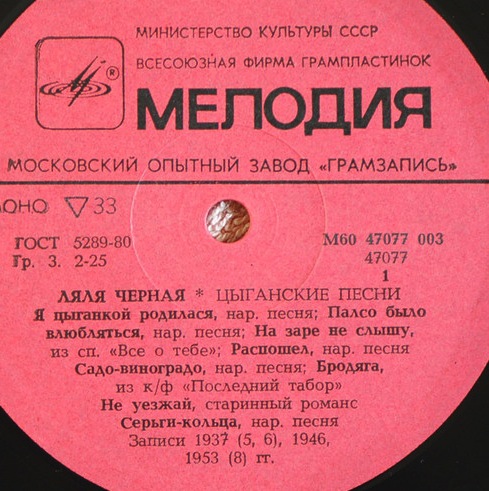 МИНИСТЕРСТВО КУЛЬТУРЫ СССР
ВСЕСОЮЗНАЯ ФИРМА ГРАМПЛАСТИНОК
®
МЕЛОДИЯ
МОСКОВСКИЙ ОПЫТНЫЙ ЗАВОД «ГРАМЗАПИСЬ»
МОНО ▽ 33
ГОСТ 5289-80
Гр. 3. 2-25
М60 47077 003
47077
1
ЛЯЛЯ ЧЕРНАЯ * ЦЫГАНСКИЕ ПЕСНИ
Я цыганкой родилася, нар. песня; Палсо было
влюбляться, нар. песня; На заре не слышу,
из сп. «Все о тебе»; Распошел, нар. песня
Садо-виноградо, нар. песня; Бродяга,
из к/ф «Последний табор»
Не уезжай, старинный романс
Серьги-кольца, нар. песня
Записи 1937 (5, 6), 1946,
1953 (8) гг.